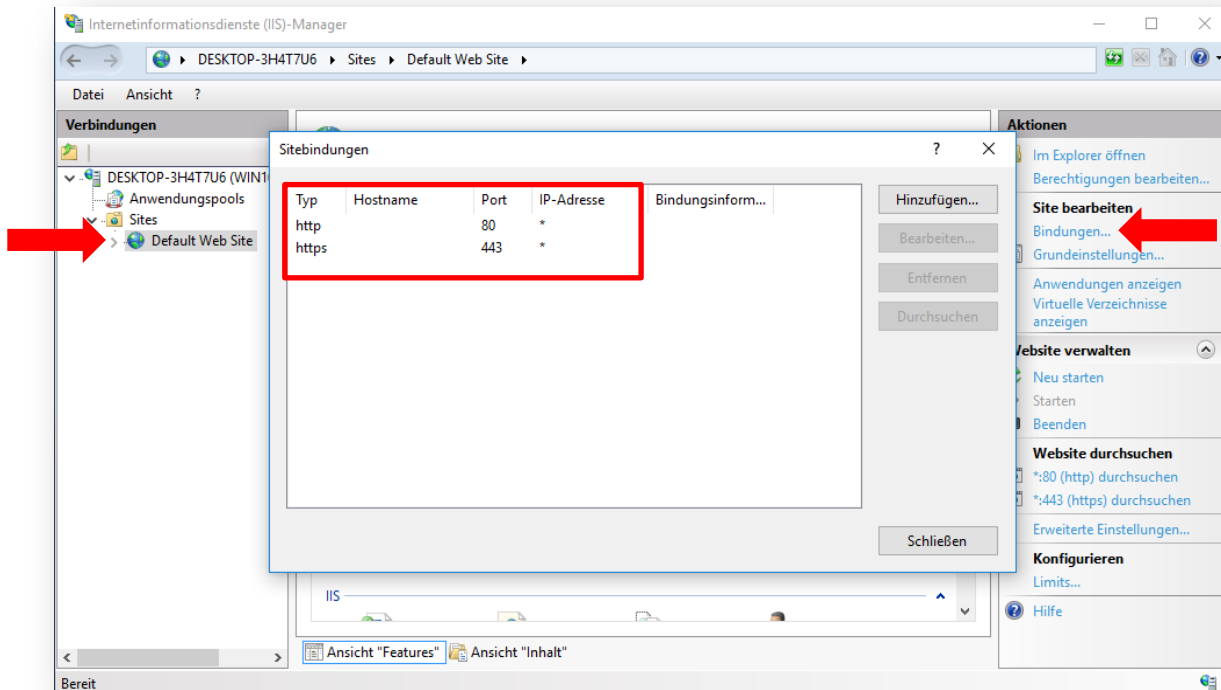 Internetinformationsdienste (IIS)-Manager
DESKTOP-3H4T7U6 Sites Default Web Site
Datei Ansicht ?
Verbindungen
DESKTOP-3H4T7U6
Anwendungspools
Sites
Default Web Site
Sitebindungen ?
Typ Hostname Port IP-Adresse Bindungsinform...
http 80 *
https 443 *
Hinzufügen...
Bearbeiten...
Entfernen
Durchsuchen
Schließen
IIS
Ansicht "Features" Ansicht "Inhalt"
Aktionen
Im Explorer öffnen
Berechtigungen bearbeiten...
Site bearbeiten
Bindungen...
Grundeinstellungen...
Anwendungen anzeigen
Virtuelle Verzeichnisse
anzeigen
Website verwalten
Neu starten
Starten
Beenden
Website durchsuchen
*:80 (http) durchsuchen
*:443 (https) durchsuchen
Erweiterte Einstellungen...
Konfigurieren
Limits...
Hilfe
Bereit